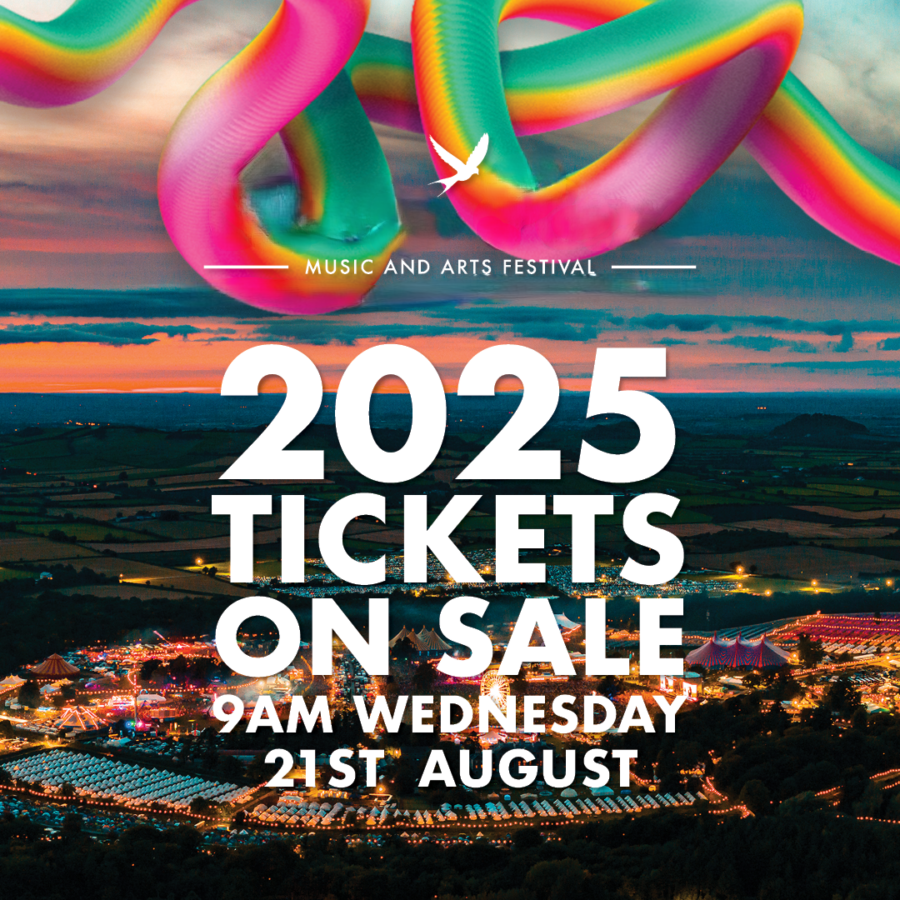 MUSIC AND ARTS FESTIVAL
2025
TICKETS
ON SALE
9AM WEDNESDAY
21ST AUGUST